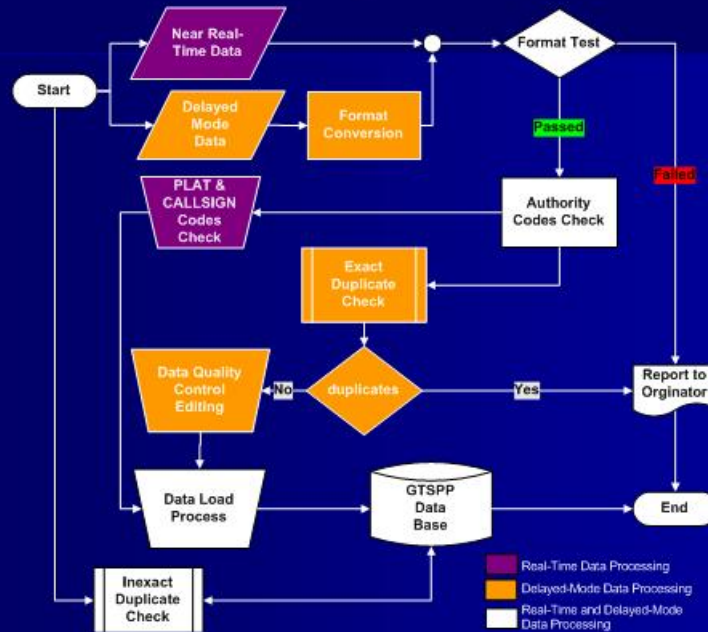 Near Real-
Time Data
Format Test
Start
Delayed
Mode
Data
Format
Conversion
Passed
Failed
PLAT &
CALLSIGN
Codes
Check
Authority
Codes Check
Exact
Duplicate
Check
Data Quality
Control
Editing
No
duplicates
Yes
Report to
Orginator
Data Load
Process
GTSPP
Data
Base
End
Inexact
Duplicate
Check
Real-Time Data Processing
Delayed-Mode Data Processing
Real-Time and Delayed-Mode
Data Processing